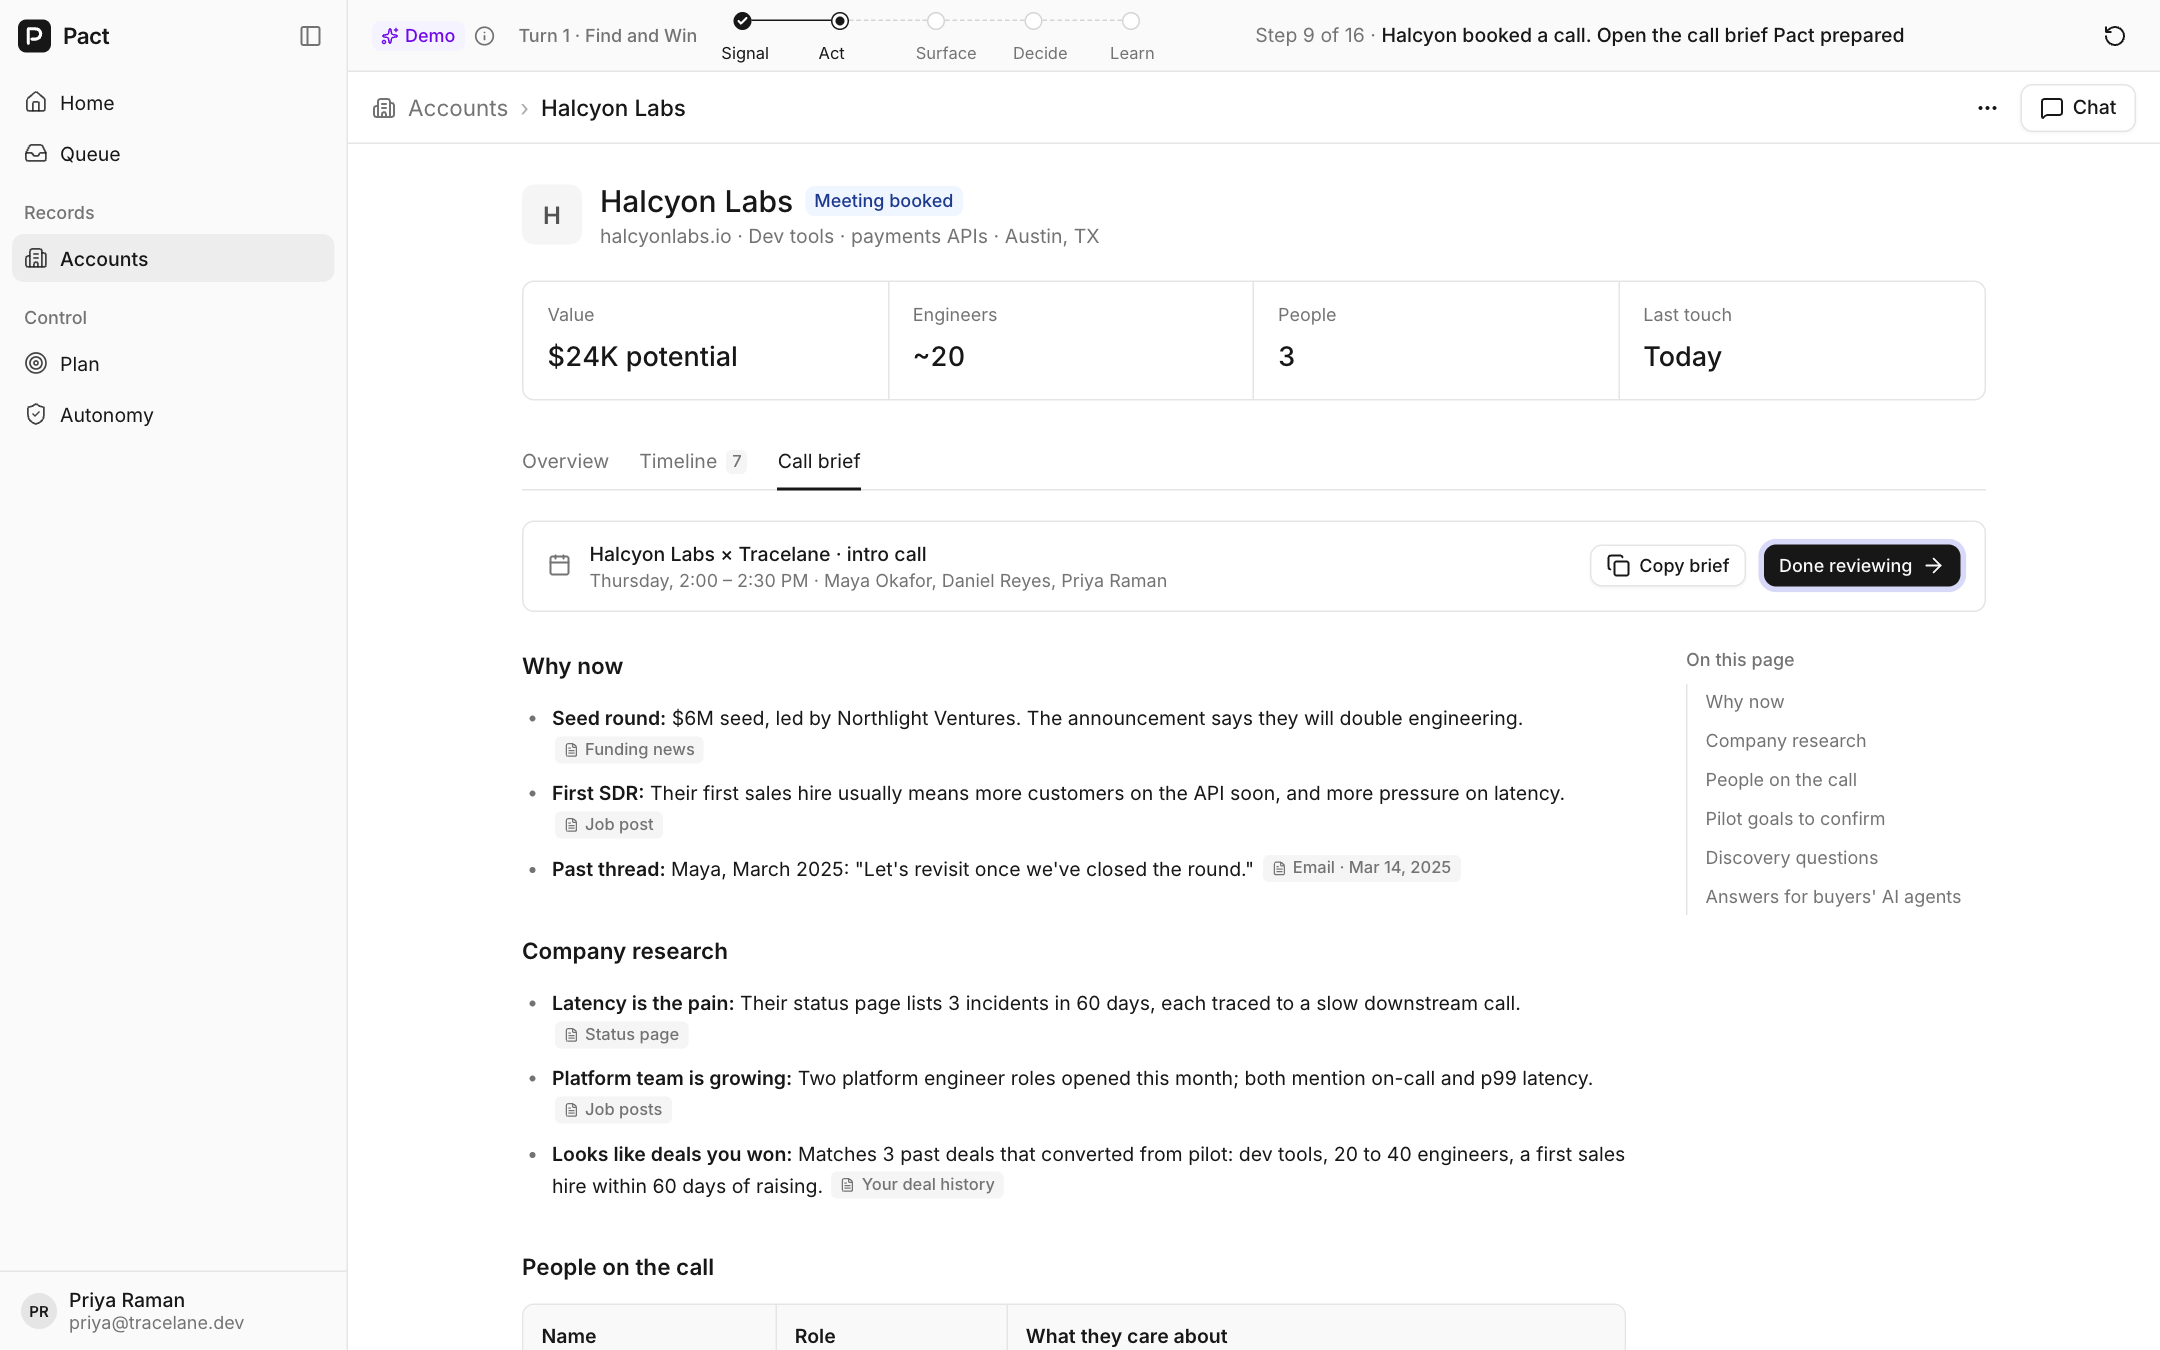 Pact
Home
Queue
Records
Accounts
Control
Plan
Autonomy
PR
Priya Raman
priya@tracelane.dev
Demo
Turn 1 · Find and Win
Signal
Act
Surface
Decide
Learn
Step 9 of 16 · Halcyon booked a call. Open the call brief Pact prepared
Accounts › Halcyon Labs
Chat
H
Halcyon Labs
Meeting booked
halcyonlabs.io · Dev tools · payments APIs · Austin, TX
Value
$24K potential
Engineers
~20
People
3
Last touch
Today
Overview
Timeline 7
Call brief
Halcyon Labs × Tracelane · intro call
Thursday, 2:00 – 2:30 PM · Maya Okafor, Daniel Reyes, Priya Raman
Copy brief
Done reviewing
Why now
• Seed round: $6M seed, led by Northlight Ventures. The announcement says they will double engineering.
Funding news
• First SDR: Their first sales hire usually means more customers on the API soon, and more pressure on latency.
Job post
• Past thread: Maya, March 2025: "Let's revisit once we've closed the round." Email · Mar 14, 2025
Company research
• Latency is the pain: Their status page lists 3 incidents in 60 days, each traced to a slow downstream call.
Status page
• Platform team is growing: Two platform engineer roles opened this month; both mention on-call and p99 latency.
Job posts
• Looks like deals you won: Matches 3 past deals that converted from pilot: dev tools, 20 to 40 engineers, a first sales
hire within 60 days of raising. Your deal history
People on the call
Name
Role
What they care about
On this page
Why now
Company research
People on the call
Pilot goals to confirm
Discovery questions
Answers for buyers' AI agents